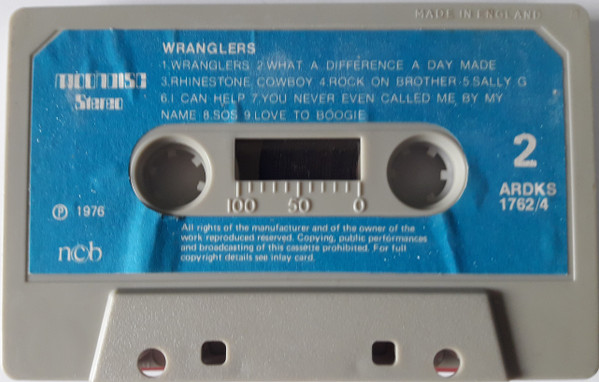 MADE IN ENGLAND
WRANGLERS
1.WRANGLERS 2.WHAT A DIFFERENCE A DAY MADE
3.RHINESTONE COWBOY 4.ROCK ON BROTHER 5.SALLY G
6.I CAN HELP 7.YOU NEVER EVEN CALLED ME BY MY
NAME 8.SOS 9.LOVE TO BOOGIE
Stereo
2
ARDKS
1762/4
100 50 0
Ⓟ 1976
ncb
All rights of the manufacturer and of the owner of the
work reproduced reserved. Copying, public performances
and broadcasting of this cassette prohibited. For full
copyright details see inlay card.